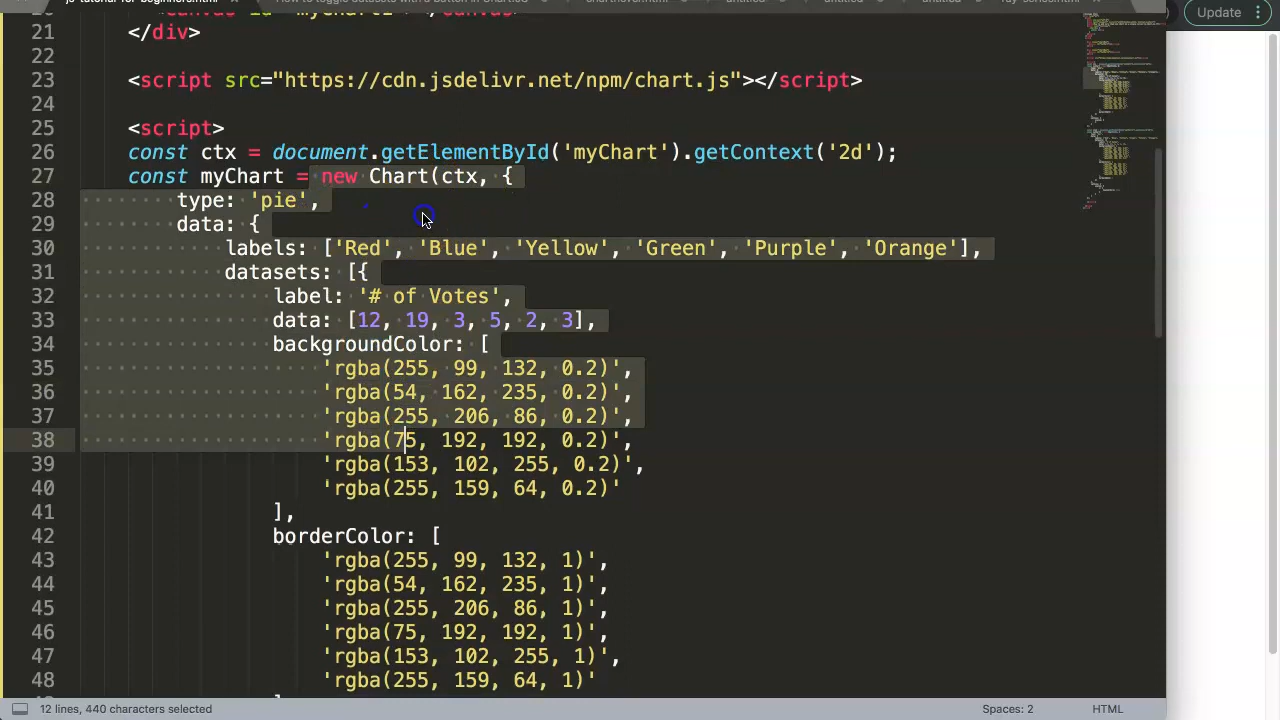 Update
21 </div>
22
23 <script src="https://cdn.jsdelivr.net/npm/chart.js"></script>
24
25 <script>
26 const ctx = document.getElementById('myChart').getContext('2d');
27 const myChart = new Chart(ctx, {
28 type: 'pie',
29 data: {
30 labels: ['Red', 'Blue', 'Yellow', 'Green', 'Purple', 'Orange'],
31 datasets: [{
32 label: '# of Votes',
33 data: [12, 19, 3, 5, 2, 3],
34 backgroundColor: [
35 'rgba(255, 99, 132, 0.2)',
36 'rgba(54, 162, 235, 0.2)',
37 'rgba(255, 206, 86, 0.2)',
38 'rgba(75, 192, 192, 0.2)',
39 'rgba(153, 102, 255, 0.2)',
40 'rgba(255, 159, 64, 0.2)'
41 ],
42 borderColor: [
43 'rgba(255, 99, 132, 1)',
44 'rgba(54, 162, 235, 1)',
45 'rgba(255, 206, 86, 1)',
46 'rgba(75, 192, 192, 1)',
47 'rgba(153, 102, 255, 1)',
48 'rgba(255, 159, 64, 1)'
12 lines, 440 characters selected Spaces: 2 HTML